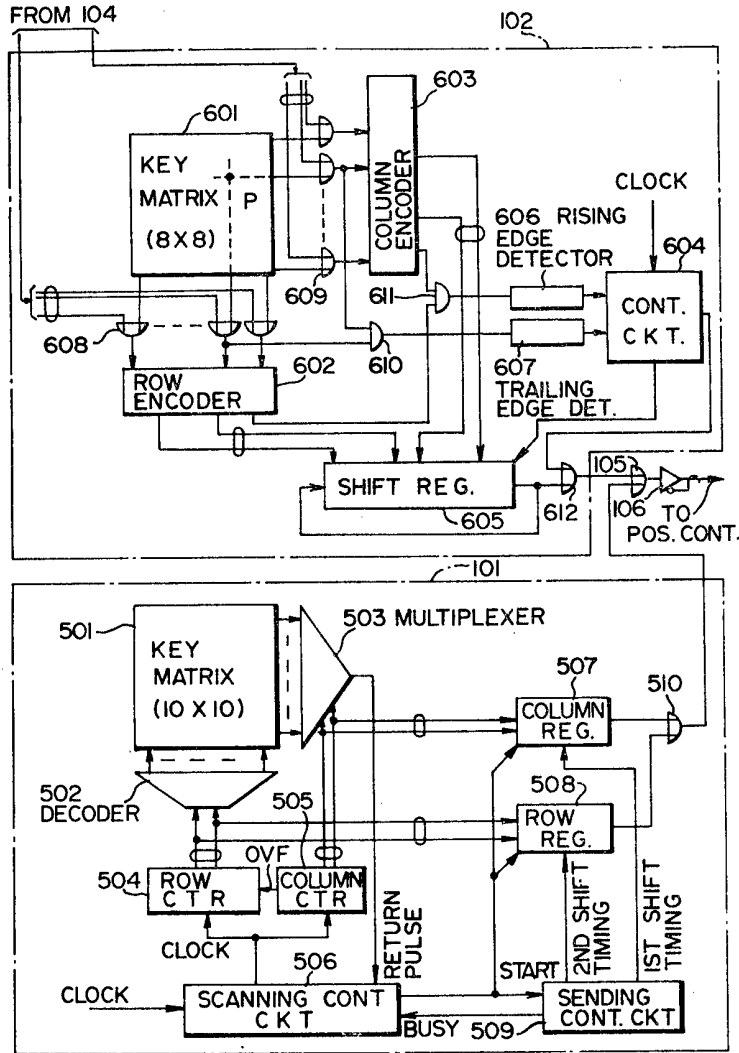 FROM 104
102
601
603
KEY
MATRIX
(8X8)
P
COLUMN
ENCODER
CLOCK
606 RISING
EDGE
DETECTOR
604
CONT.
CKT.
609
611
608
610
607
TRAILING
EDGE DET.
602
ROW
ENCODER
SHIFT REG.
605
612
105
106
TO
POS. CONT.
101
501
503 MULTIPLEXER
KEY
MATRIX
(10X10)
507
COLUMN
REG.
510
502
DECODER
505
508
ROW
REG.
504
ROW
CTR
OVF
COLUMN
CTR
CLOCK
RETURN
PULSE
2ND SHIFT
TIMING
1ST SHIFT
TIMING
506
START
CLOCK
SCANNING CONT
CKT
BUSY
509
SENDING
CONT. CKT